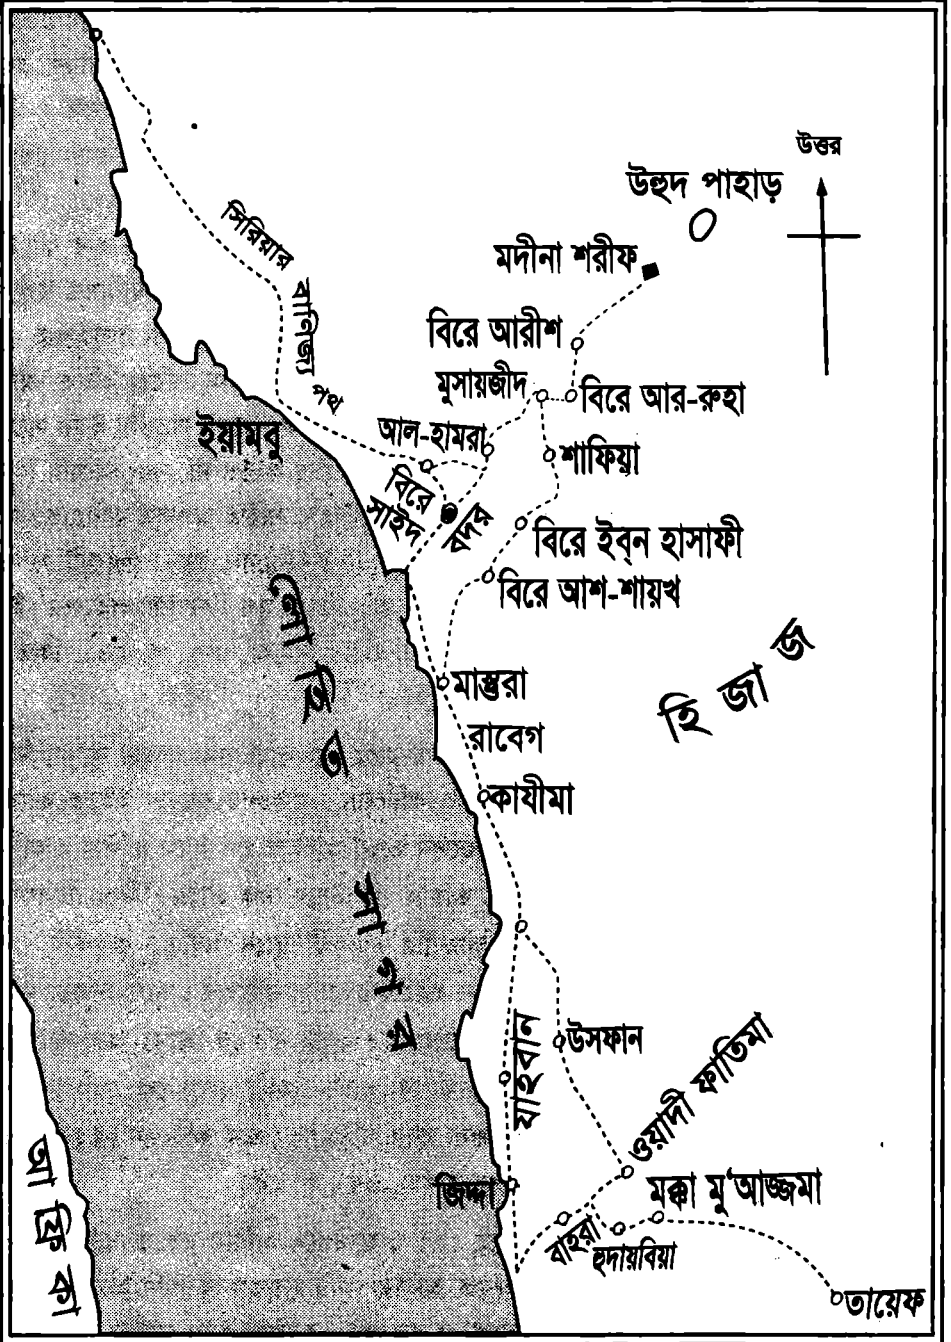 উত্তর
উহুদ পাহাড়
মদীনা শরীফ
সিরিয়ার বাণিজ্য পথ
বিরে আরীশ
মুসায়জীদ
বিরে আর-রুহা
ইয়ামবু
আল-হামরা
শাফিয়া
বিরে সাইদ
বদর
বিরে ইব্‌ন হাসাফী
বিরে আশ-শায়খ
লোহিত সাগর
হিজাজ
মাস্তুরা
রাবেগ
কাযীমা
যাহবান
উসফান
ওয়াদী ফাতিমা
আফ্রিকা
জিদ্দা
মক্কা মু'আজ্জমা
বাহরা
হুদায়বিয়া
তায়েফ